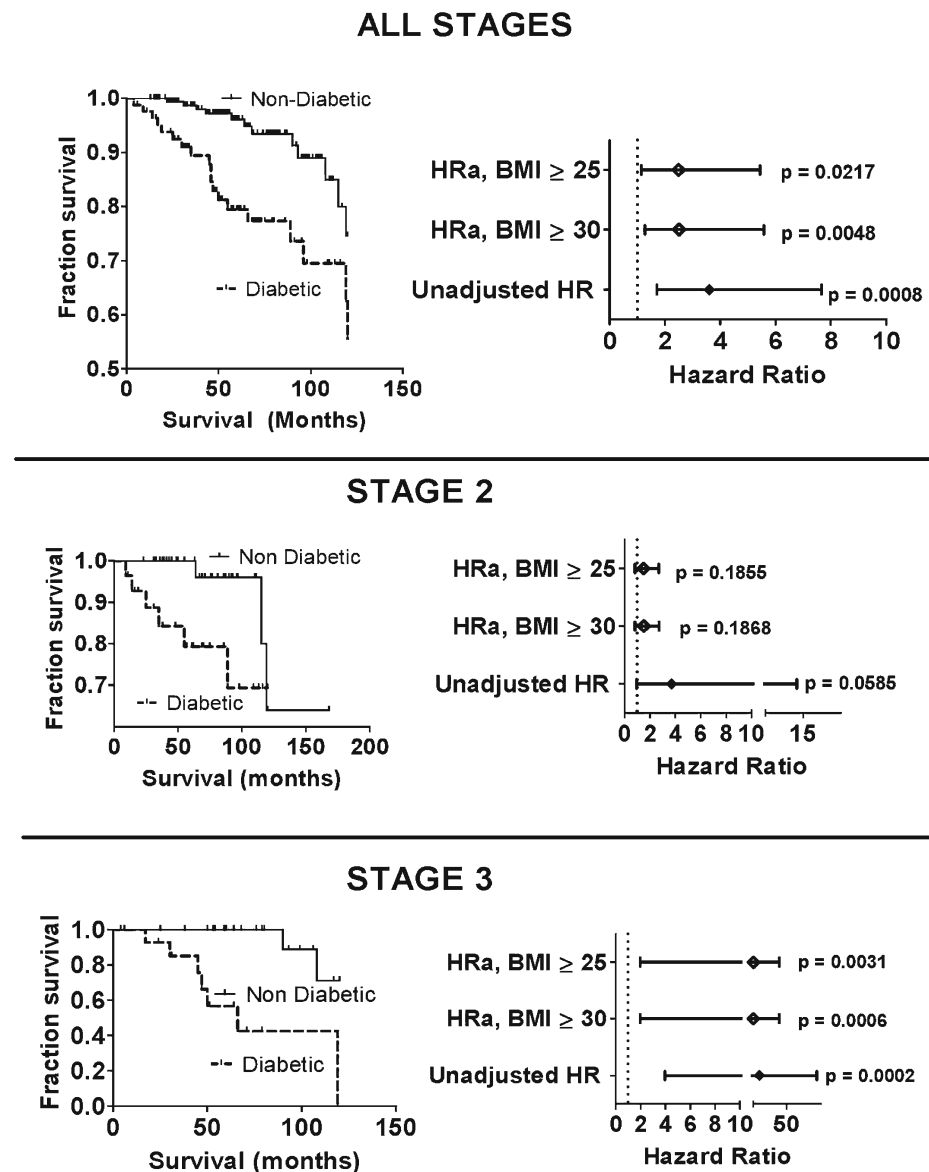 ALL STAGES
1.0
0.9
0.8
0.7
0.6
0.5
Fraction survival
Non-Diabetic
Diabetic
0 50 100 150
Survival (Months)
HRa, BMI ≥ 25
p = 0.0217
HRa, BMI ≥ 30
p = 0.0048
Unadjusted HR
p = 0.0008
0 2 4 6 8 10
Hazard Ratio
STAGE 2
1.0
0.9
0.8
0.7
Fraction survival
Non Diabetic
Diabetic
0 50 100 150 200
Survival (months)
HRa, BMI ≥ 25
p = 0.1855
HRa, BMI ≥ 30
p = 0.1868
Unadjusted HR
p = 0.0585
0 2 4 6 8 10 15
Hazard Ratio
STAGE 3
1.0
0.8
0.6
0.4
0.2
0.0
Fraction survival
Non Diabetic
Diabetic
0 50 100 150
Survival (months)
HRa, BMI ≥ 25
p = 0.0031
HRa, BMI ≥ 30
p = 0.0006
Unadjusted HR
p = 0.0002
0 2 4 6 8 10 50
Hazard Ratio